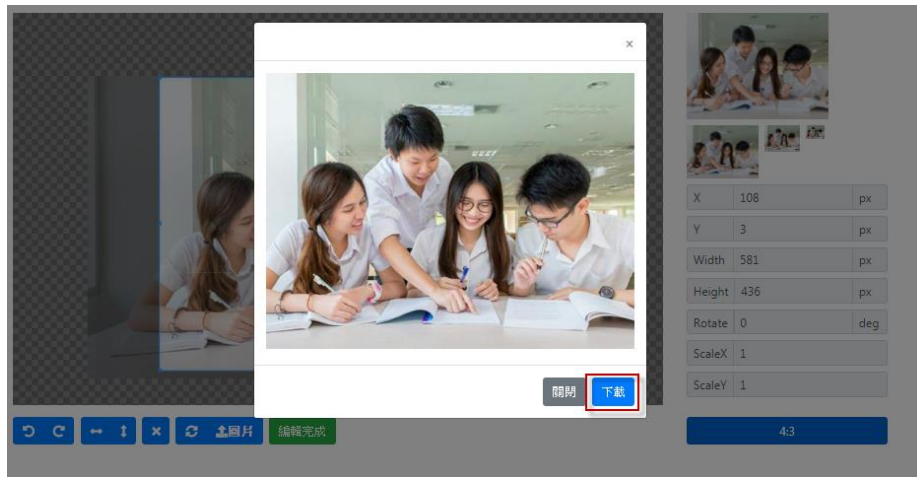 ×
X 108 px
Y 3 px
Width 581 px
Height 436 px
Rotate 0 deg
ScaleX 1
ScaleY 1
關閉 下載
圖片 編輯完成 4:3